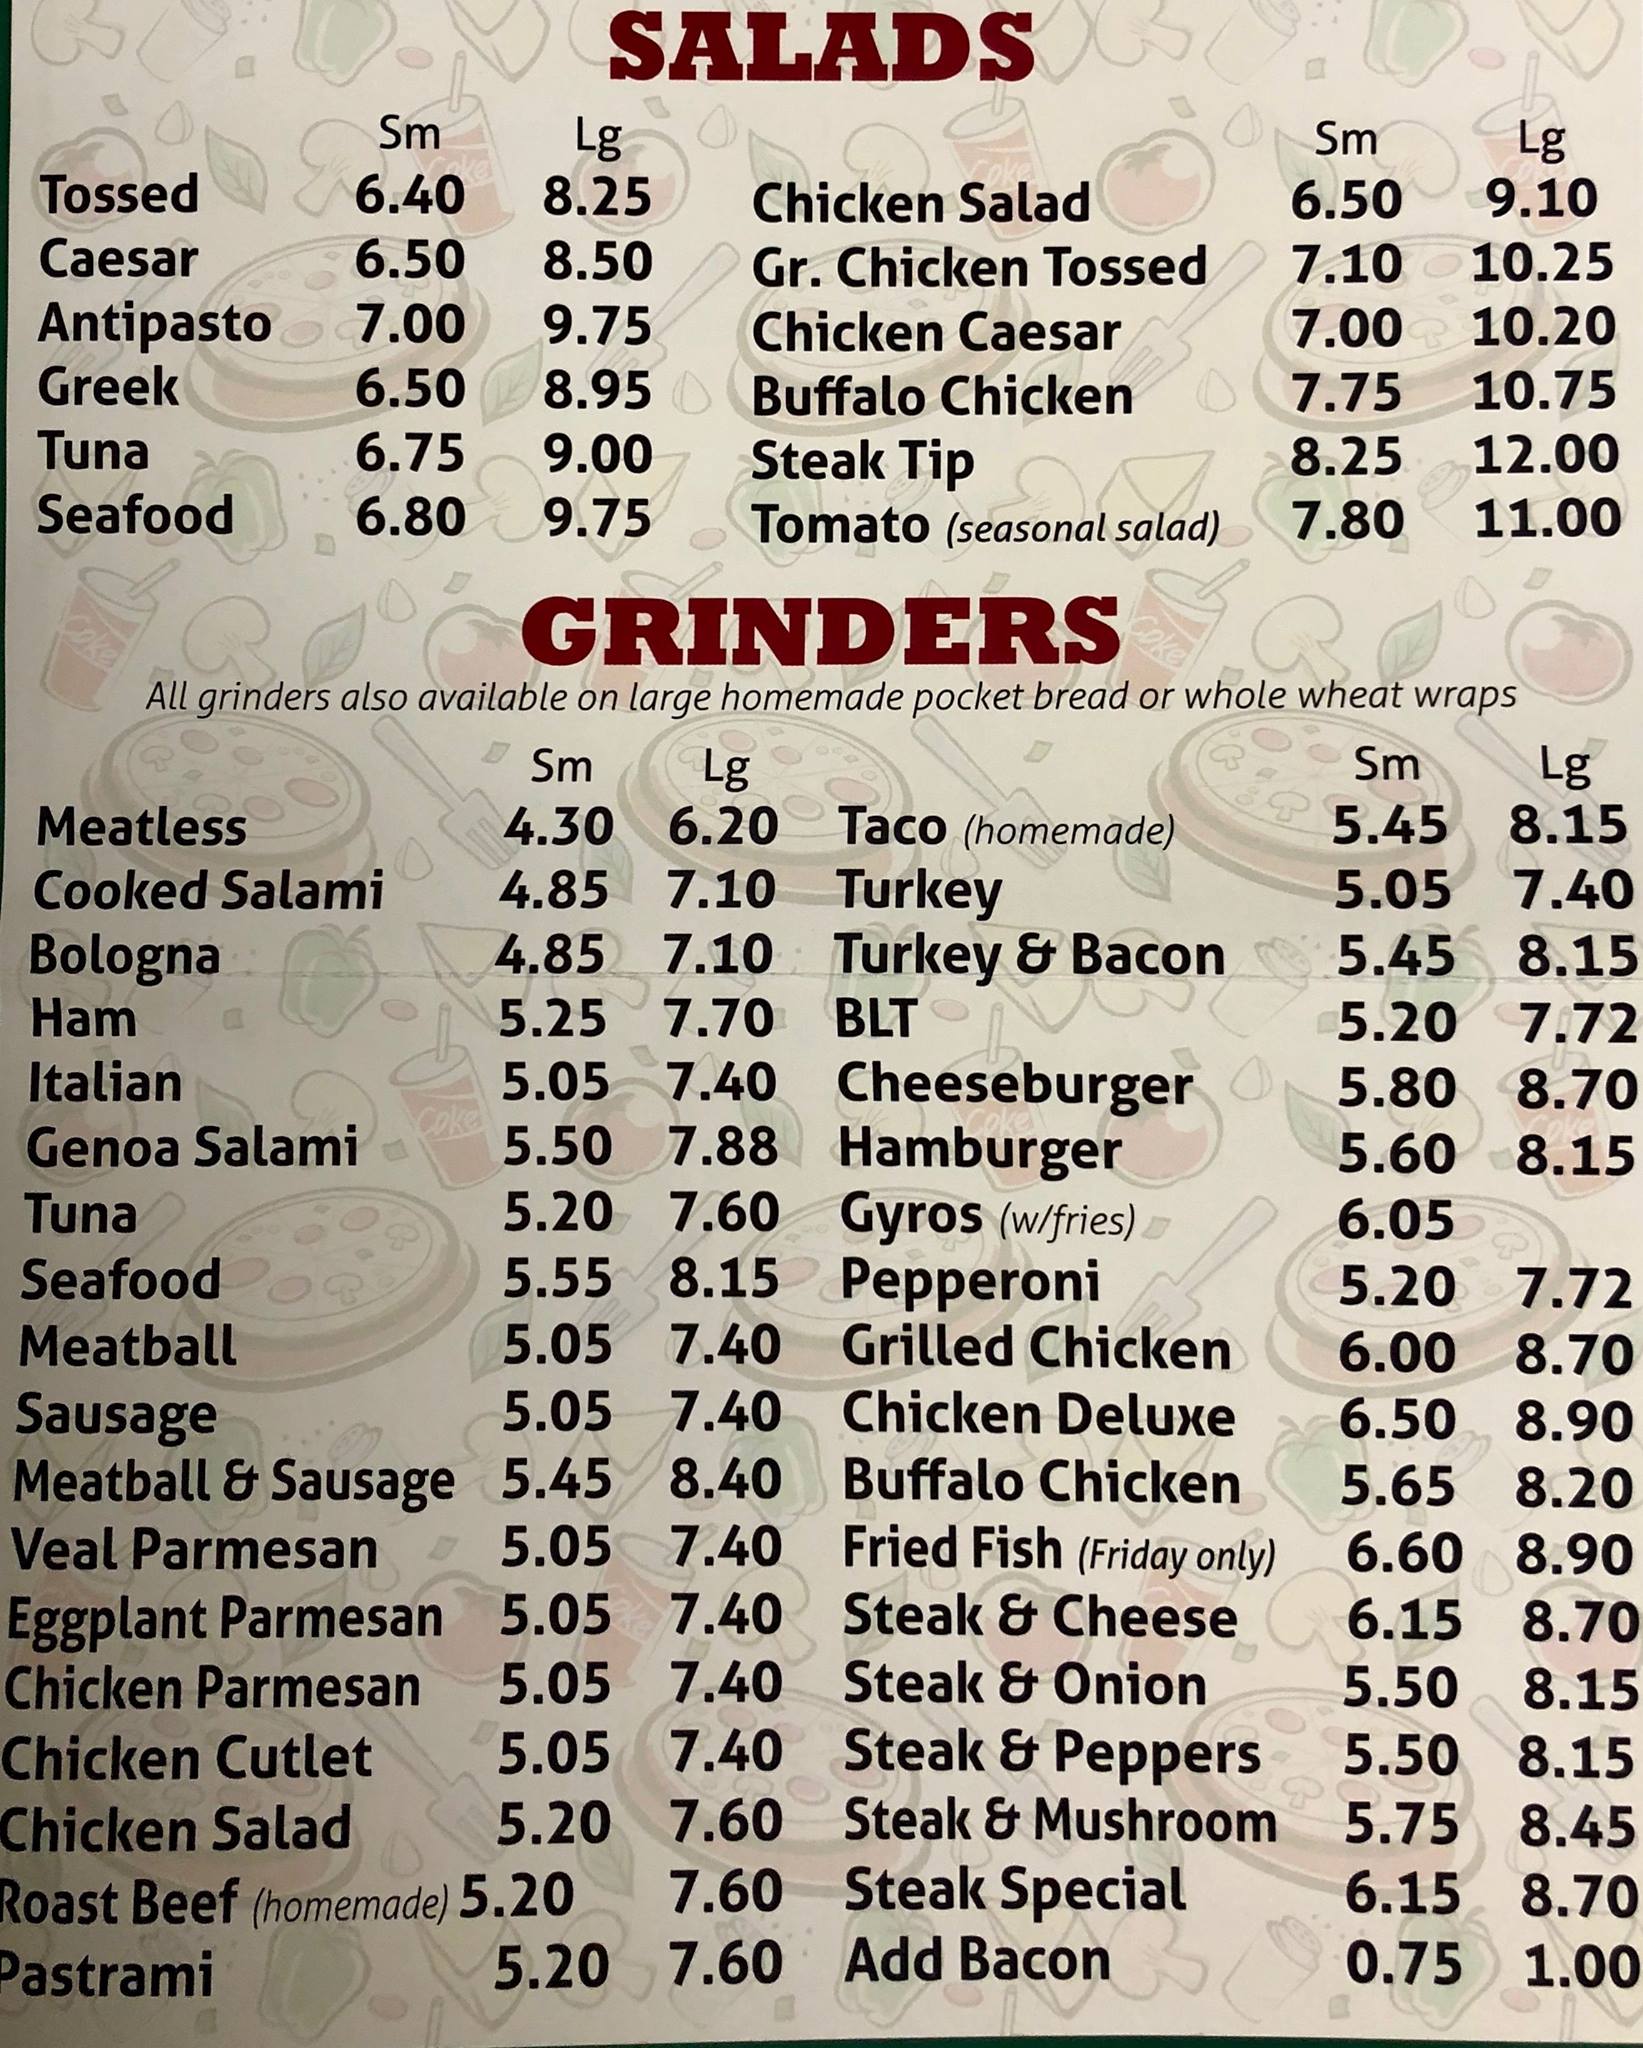 SALADS
Sm Lg
Tossed 6.40 8.25
Caesar 6.50 8.50
Antipasto 7.00 9.75
Greek 6.50 8.95
Tuna 6.75 9.00
Seafood 6.80 9.75
Sm Lg
Chicken Salad 6.50 9.10
Gr. Chicken Tossed 7.10 10.25
Chicken Caesar 7.00 10.20
Buffalo Chicken 7.75 10.75
Steak Tip 8.25 12.00
Tomato (seasonal salad) 7.80 11.00
GRINDERS
All grinders also available on large homemade pocket bread or whole wheat wraps
Sm Lg
Meatless 4.30 6.20
Cooked Salami 4.85 7.10
Bologna 4.85 7.10
Ham 5.25 7.70
Italian 5.05 7.40
Genoa Salami 5.50 7.88
Tuna 5.20 7.60
Seafood 5.55 8.15
Meatball 5.05 7.40
Sausage 5.05 7.40
Meatball & Sausage 5.45 8.40
Veal Parmesan 5.05 7.40
Eggplant Parmesan 5.05 7.40
Chicken Parmesan 5.05 7.40
Chicken Cutlet 5.05 7.40
Chicken Salad 5.20 7.60
Roast Beef (homemade) 5.20 7.60
Pastrami 5.20 7.60
Sm Lg
Taco (homemade) 5.45 8.15
Turkey 5.05 7.40
Turkey & Bacon 5.45 8.15
BLT 5.20 7.72
Cheeseburger 5.80 8.70
Hamburger 5.60 8.15
Gyros (w/fries) 6.05
Pepperoni 5.20 7.72
Grilled Chicken 6.00 8.70
Chicken Deluxe 6.50 8.90
Buffalo Chicken 5.65 8.20
Fried Fish (Friday only) 6.60 8.90
Steak & Cheese 6.15 8.70
Steak & Onion 5.50 8.15
Steak & Peppers 5.50 8.15
Steak & Mushroom 5.75 8.45
Steak Special 6.15 8.70
Add Bacon 0.75 1.00